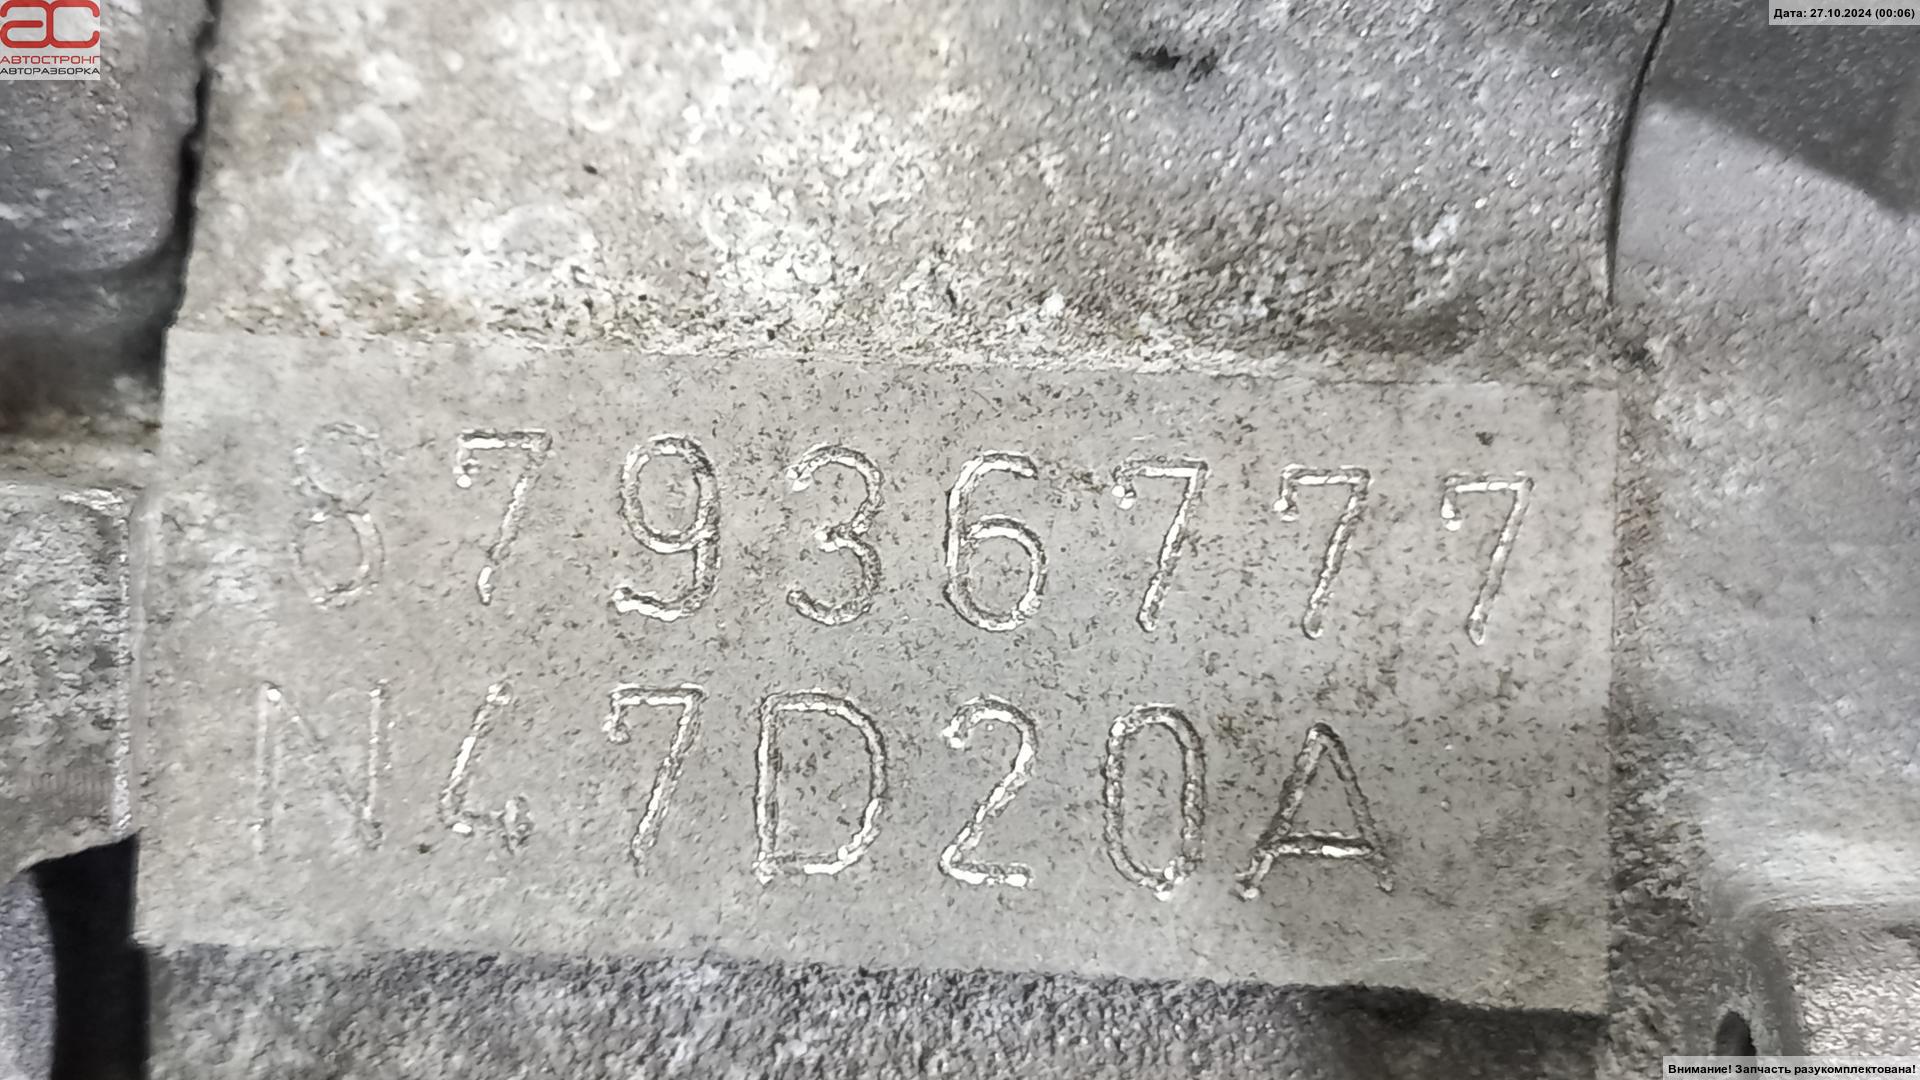 ac
АВТОСТРОНГ
АВТОРАЗБОРКА
Дата: 27.10.2024 (00:06)
87936777
N47D20A
Внимание! Запчасть разукомплектована!